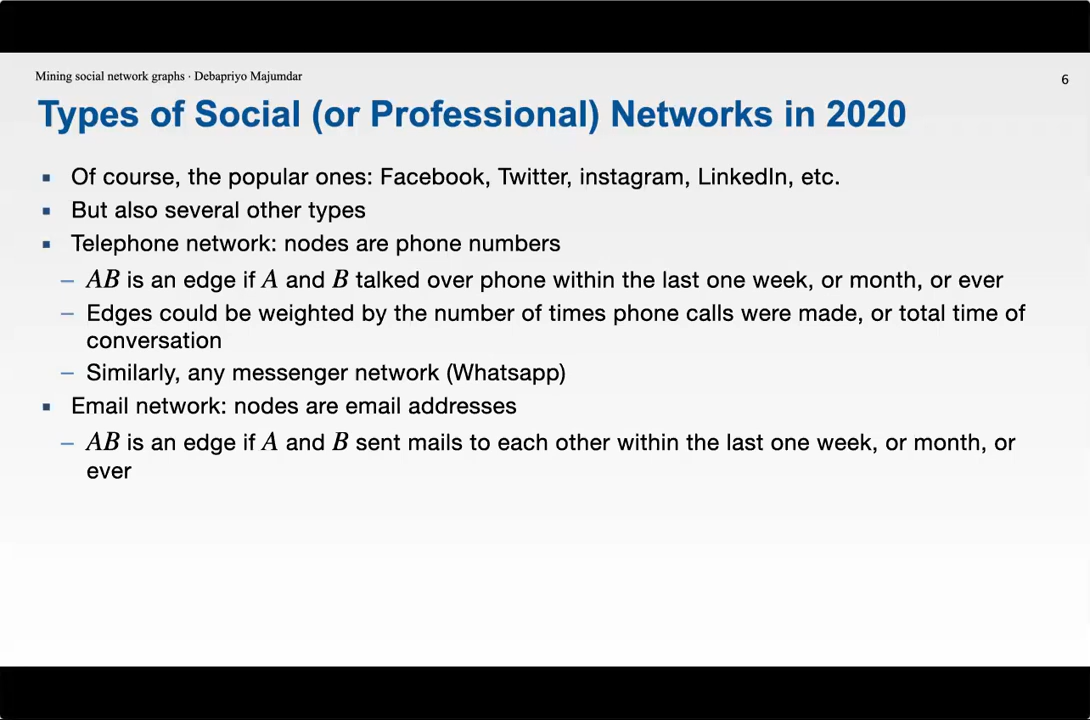 Mining social network graphs · Debapriyo Majumdar
6
Types of Social (or Professional) Networks in 2020
▪ Of course, the popular ones: Facebook, Twitter, instagram, LinkedIn, etc.
▪ But also several other types
▪ Telephone network: nodes are phone numbers
– AB is an edge if A and B talked over phone within the last one week, or month, or ever
– Edges could be weighted by the number of times phone calls were made, or total time of
conversation
– Similarly, any messenger network (Whatsapp)
▪ Email network: nodes are email addresses
– AB is an edge if A and B sent mails to each other within the last one week, or month, or
ever